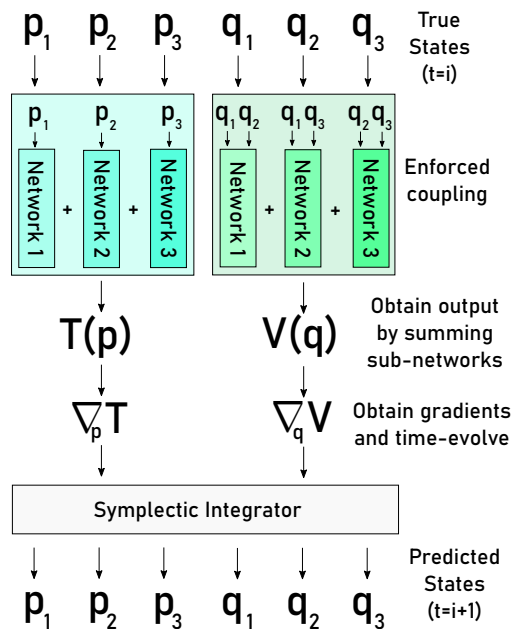 p₁ p₂ p₃ q₁ q₂ q₃
True
States
(t=i)
p₁ p₂ p₃ q₁ q₂ q₁ q₃ q₂ q₃
Network 1 + Network 2 + Network 3 Network 1 + Network 2 + Network 3
Enforced
coupling
T(p) V(q)
Obtain output
by summing
sub-networks
∇pT ∇qV
Obtain gradients
and time-evolve
Symplectic Integrator
Predicted
States
(t=i+1)
p₁ p₂ p₃ q₁ q₂ q₃